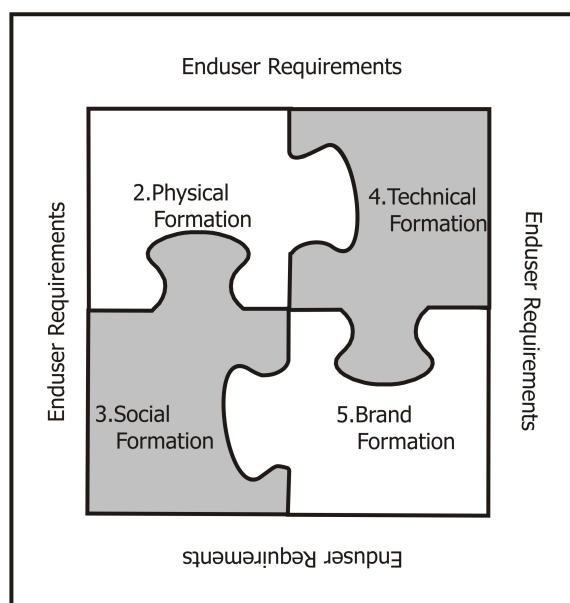 Enduser Requirements
2.Physical
Formation
4.Technical
Formation
Enduser Requirements
Enduser Requirements
3.Social
Formation
5.Brand
Formation
Enduser Requirements